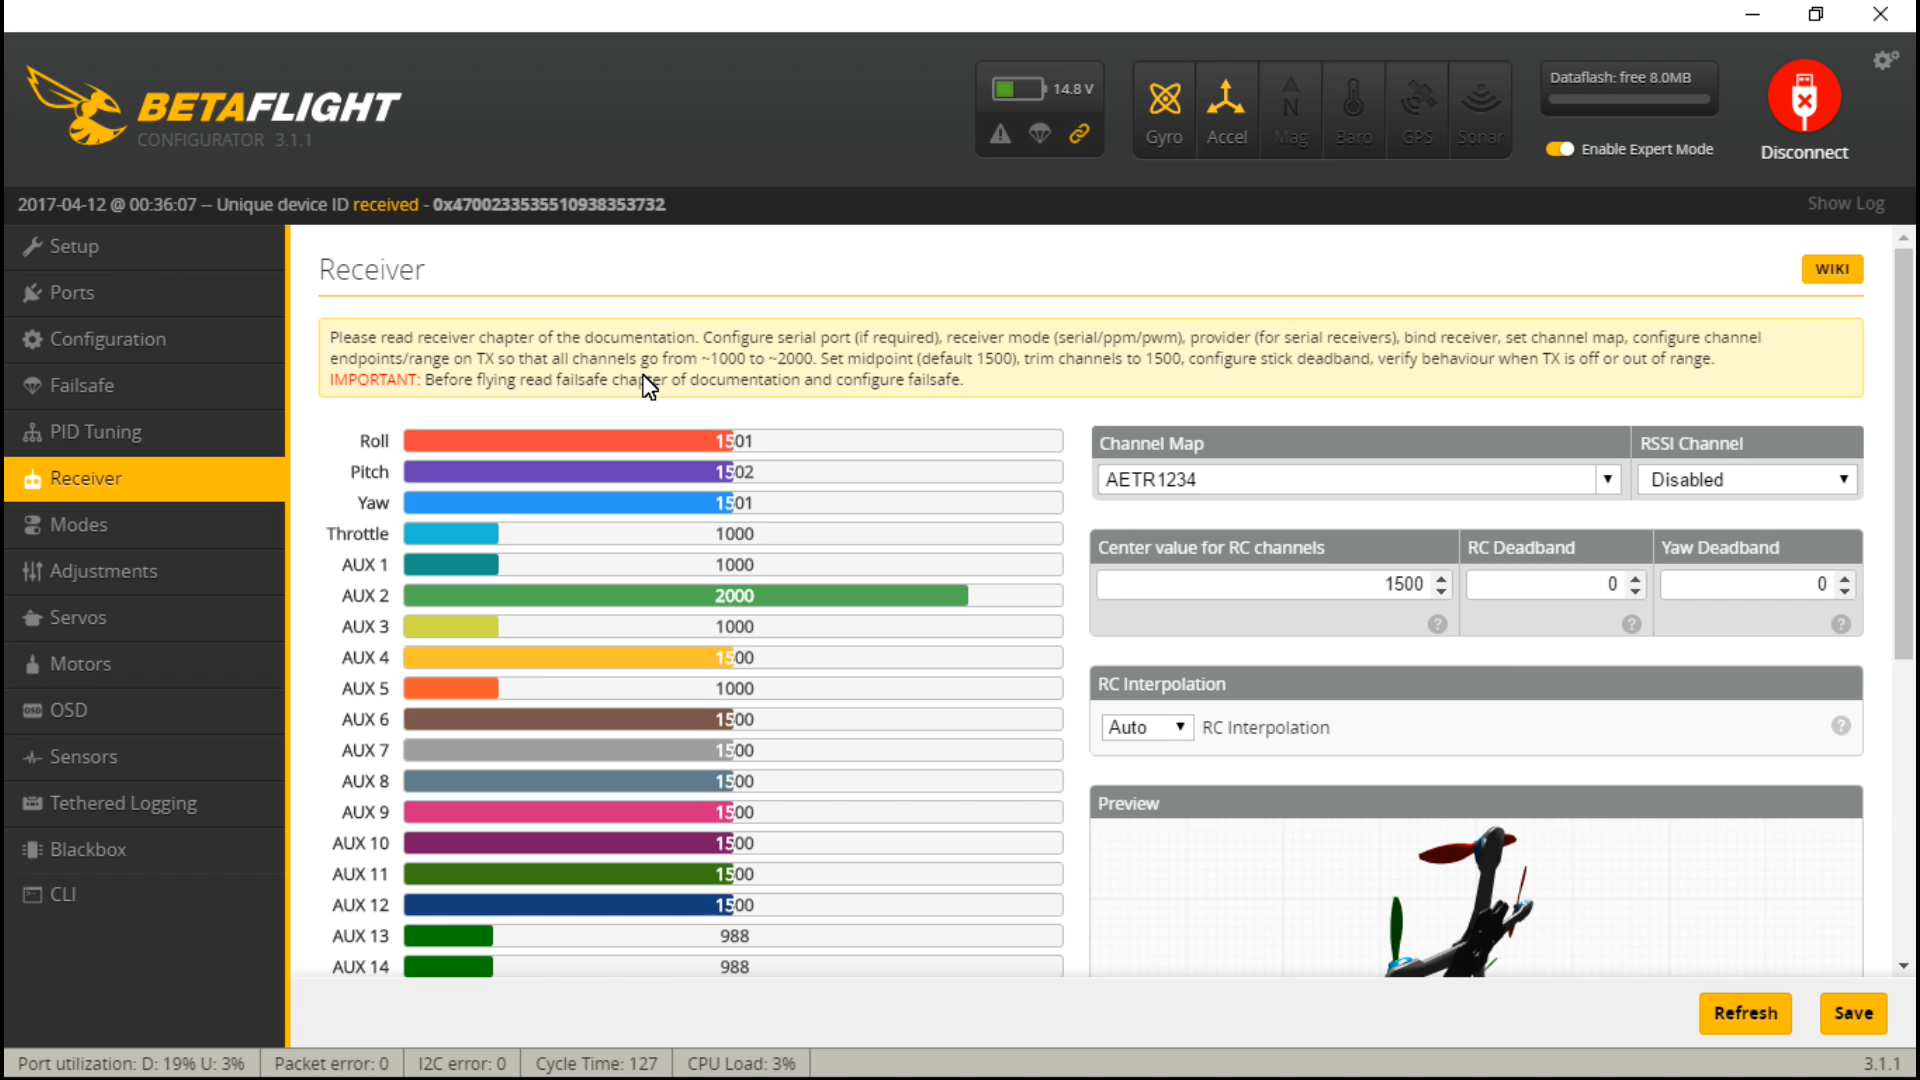 BETAFLIGHT
CONFIGURATOR 3.1.1
14.8 V
Gyro
Accel
Mag
Baro
GPS
Sonar
Dataflash: free 8.0MB
Enable Expert Mode
Disconnect
2017-04-12 @ 00:36:07 -- Unique device ID received - 0x4700233535510938353732
Show Log
Setup
Ports
Configuration
Failsafe
PID Tuning
Receiver
Modes
Adjustments
Servos
Motors
OSD
Sensors
Tethered Logging
Blackbox
CLI
Receiver
WIKI
Please read receiver chapter of the documentation. Configure serial port (if required), receiver mode (serial/ppm/pwm), provider (for serial receivers), bind receiver, set channel map, configure channel
endpoints/range on TX so that all channels go from ~1000 to ~2000. Set midpoint (default 1500), trim channels to 1500, configure stick deadband, verify behaviour when TX is off or out of range.
IMPORTANT: Before flying read failsafe chapter of documentation and configure failsafe.
Roll 1501
Pitch 1502
Yaw 1501
Throttle 1000
AUX 1 1000
AUX 2 2000
AUX 3 1000
AUX 4 1500
AUX 5 1000
AUX 6 1500
AUX 7 1500
AUX 8 1500
AUX 9 1500
AUX 10 1500
AUX 11 1500
AUX 12 1500
AUX 13 988
AUX 14 988
Channel Map
RSSI Channel
AETR1234
Disabled
Center value for RC channels
RC Deadband
Yaw Deadband
1500
0
0
RC Interpolation
Auto
RC Interpolation
Preview
Refresh
Save
Port utilization: D: 19% U: 3%
Packet error: 0
I2C error: 0
Cycle Time: 127
CPU Load: 3%
3.1.1